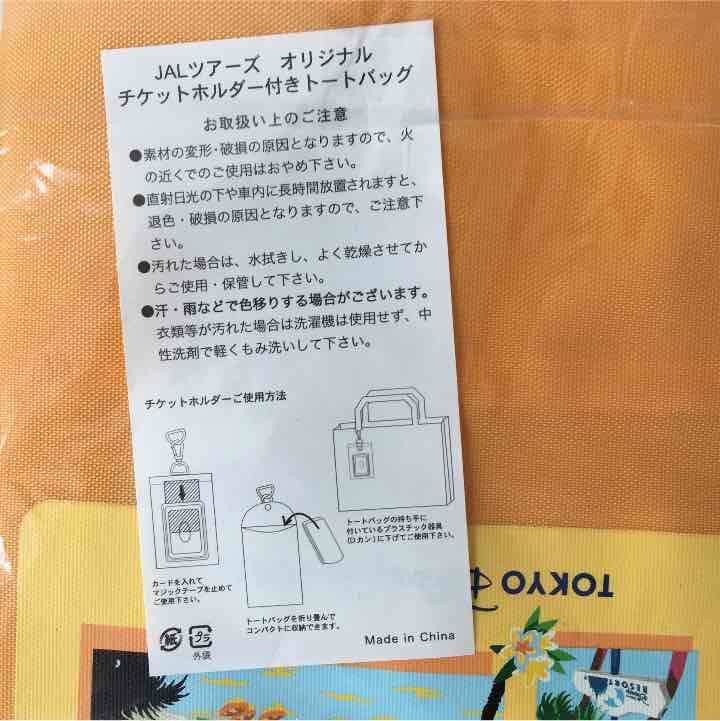 JALツアーズ オリジナル
チケットホルダー付きトートバッグ
お取扱い上のご注意
●素材の変形・破損の原因となりますので、火
の近くでのご使用はおやめ下さい。
●直射日光の下や車内に長時間放置されますと、
退色・破損の原因となりますので、ご注意下
さい。
●汚れた場合は、水拭きし、よく乾燥させてか
らご使用・保管して下さい。
●汗・雨などで色移りする場合がございます。
衣類等が汚れた場合は洗濯機は使用せず、中
性洗剤で軽くもみ洗いして下さい。
チケットホルダーご使用方法
カードを入れて
マジックテープを止めて
ご使用下さい。
トートバッグを折り畳んで
コンパクトに収納できます。
トートバッグの持ち手に
付いているプラスチック器具
(Dカン)に下げてご使用下さい。
紙
プラ
外袋
Made in China
TOKYO
RESORT